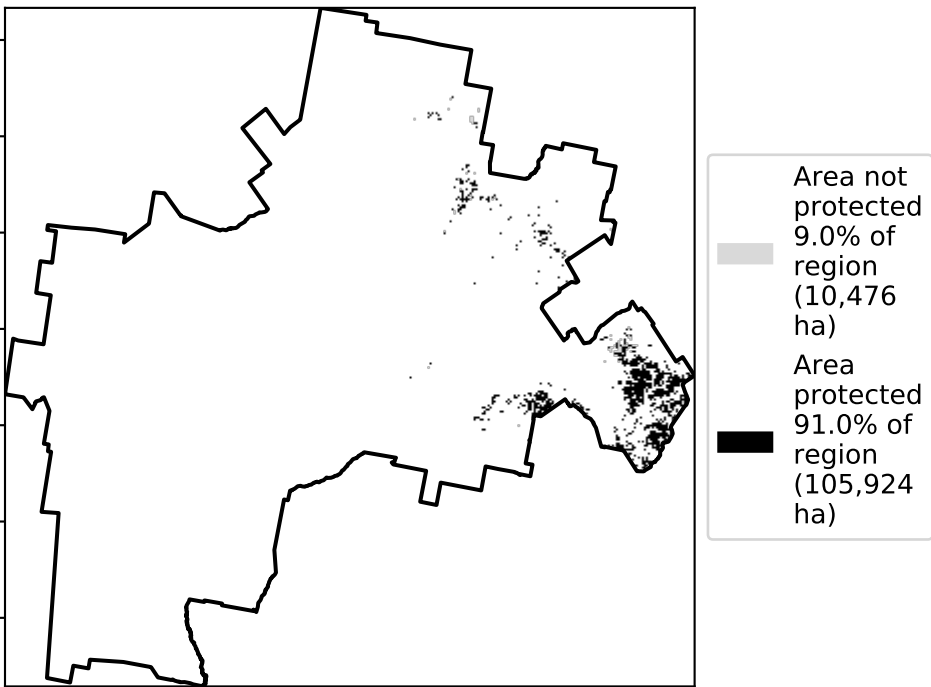 Area not
protected
9.0% of
region
(10,476
ha)
Area
protected
91.0% of
region
(105,924
ha)